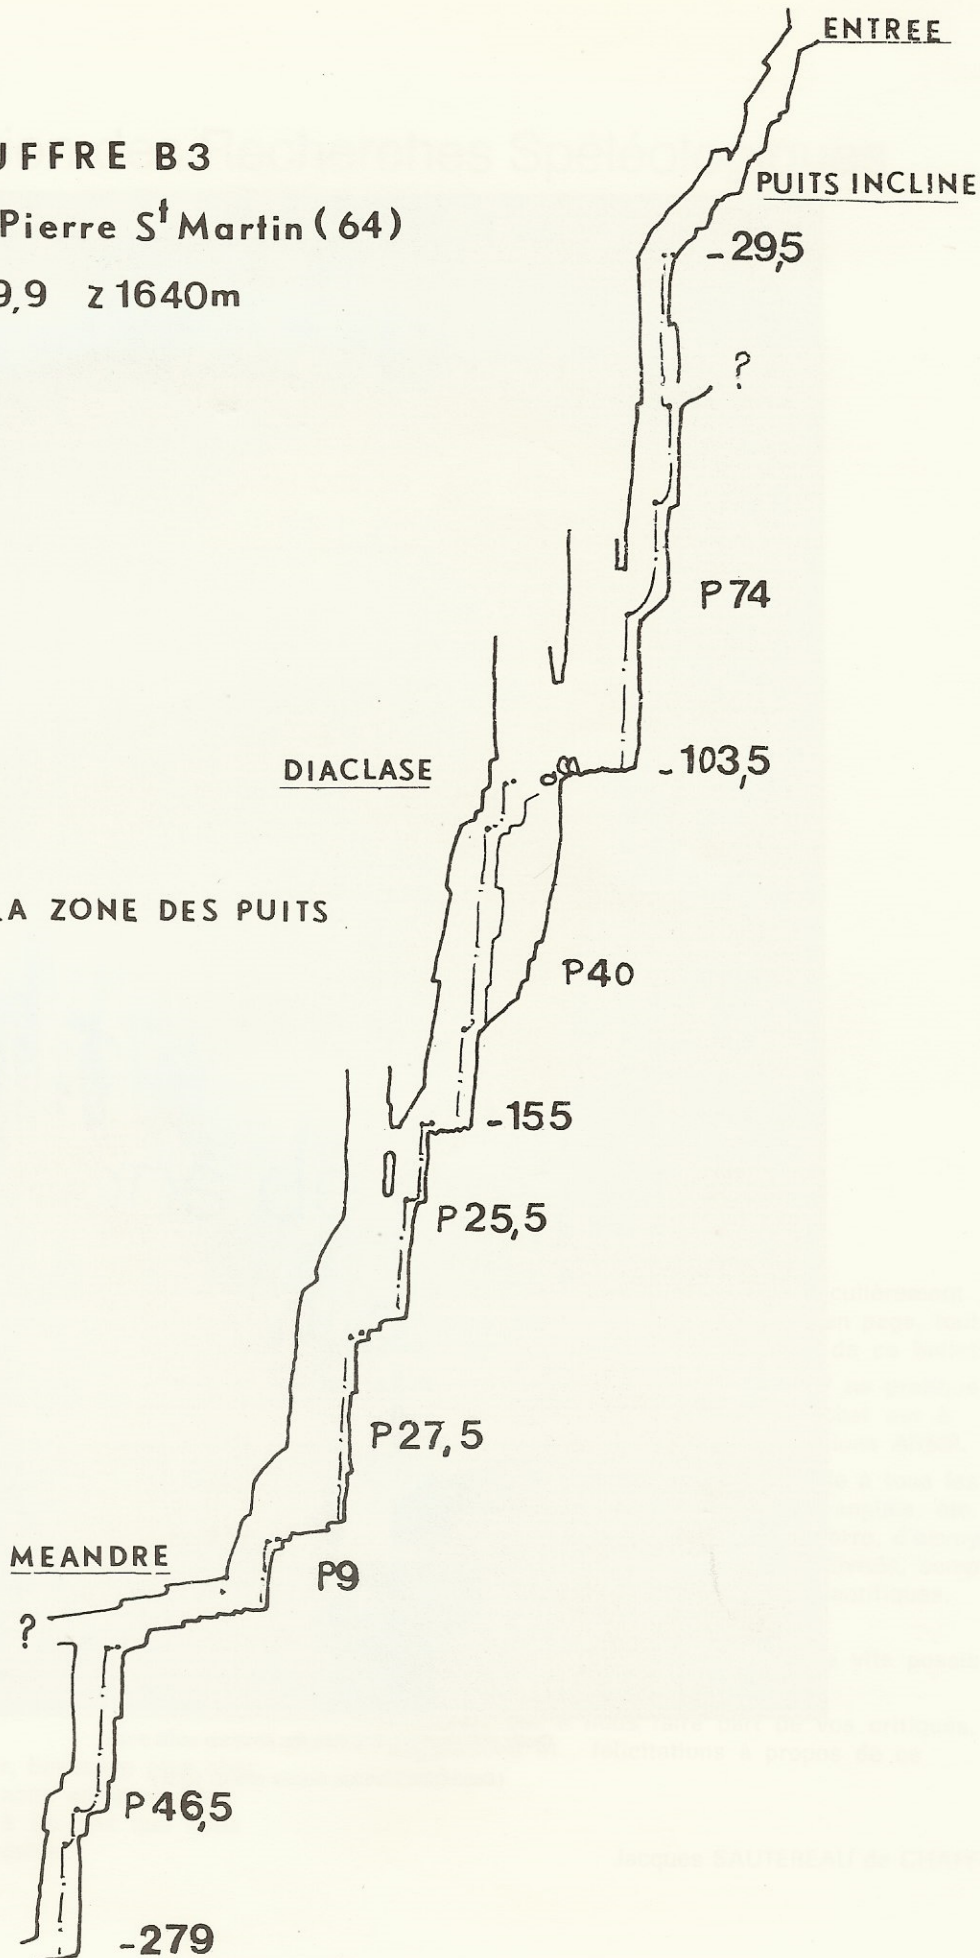 ENTREE
UFFRE B3
Pierre St Martin (64)
9,9 z 1640m
PUITS INCLINE
-29,5
?
P74
DIACLASE
-103,5
A ZONE DES PUITS
P40
-155
P25,5
P27,5
MEANDRE
P9
?
P46,5
-279